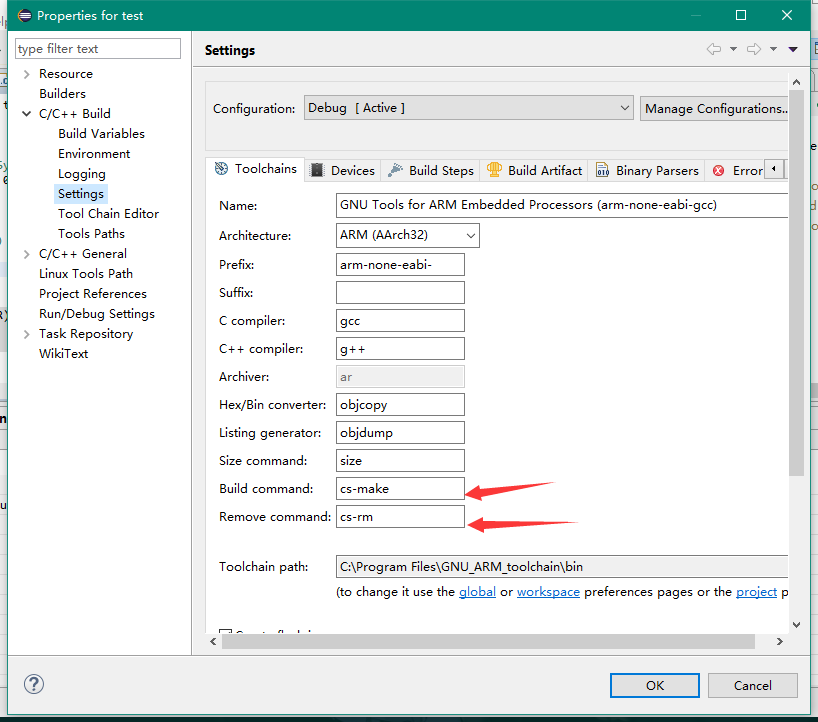 Properties for test
type filter text
Resource
Builders
C/C++ Build
Build Variables
Environment
Logging
Settings
Tool Chain Editor
Tools Paths
C/C++ General
Linux Tools Path
Project References
Run/Debug Settings
Task Repository
WikiText
Settings
Configuration: Debug [ Active ] Manage Configurations..
Toolchains Devices Build Steps Build Artifact Binary Parsers Error
Name: GNU Tools for ARM Embedded Processors (arm-none-eabi-gcc)
Architecture: ARM (AArch32)
Prefix: arm-none-eabi-
Suffix:
C compiler: gcc
C++ compiler: g++
Archiver: ar
Hex/Bin converter: objcopy
Listing generator: objdump
Size command: size
Build command: cs-make
Remove command: cs-rm
Toolchain path: C:\Program Files\GNU_ARM_toolchain\bin
(to change it use the global or workspace preferences pages or the project p
OK Cancel